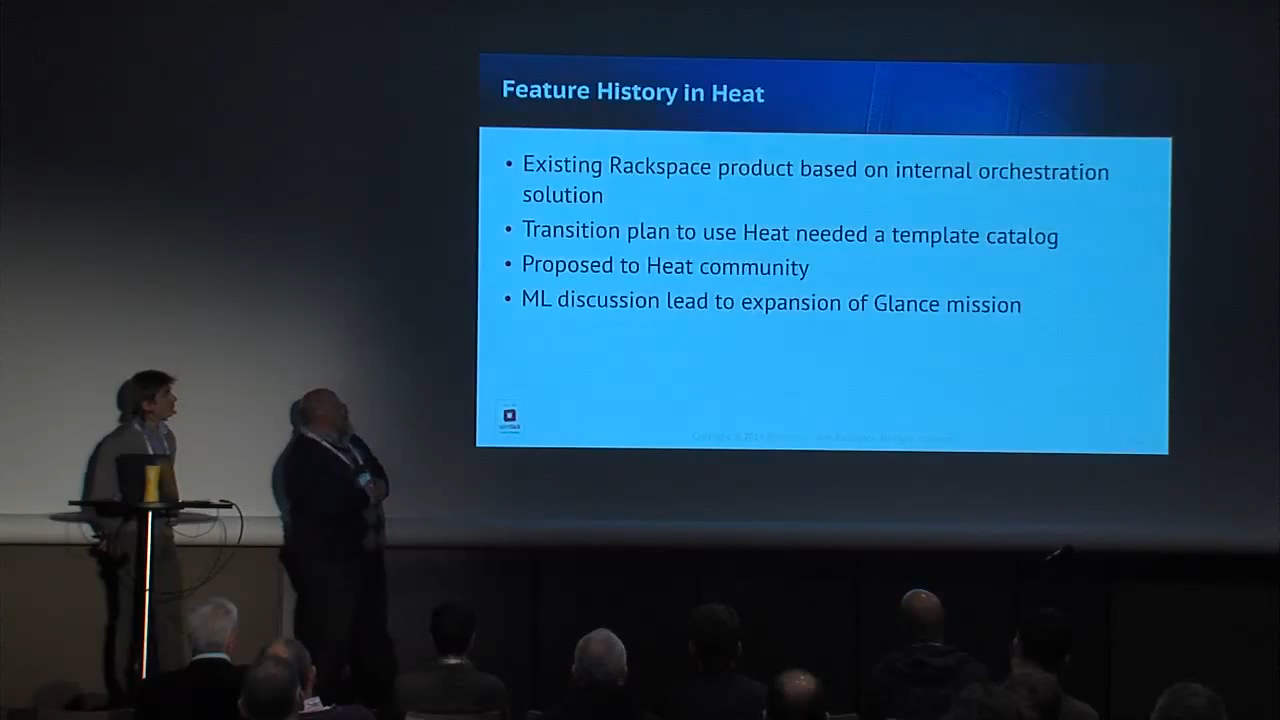 Feature History in Heat
• Existing Rackspace product based on internal orchestration
solution
• Transition plan to use Heat needed a template catalog
• Proposed to Heat community
• ML discussion lead to expansion of Glance mission